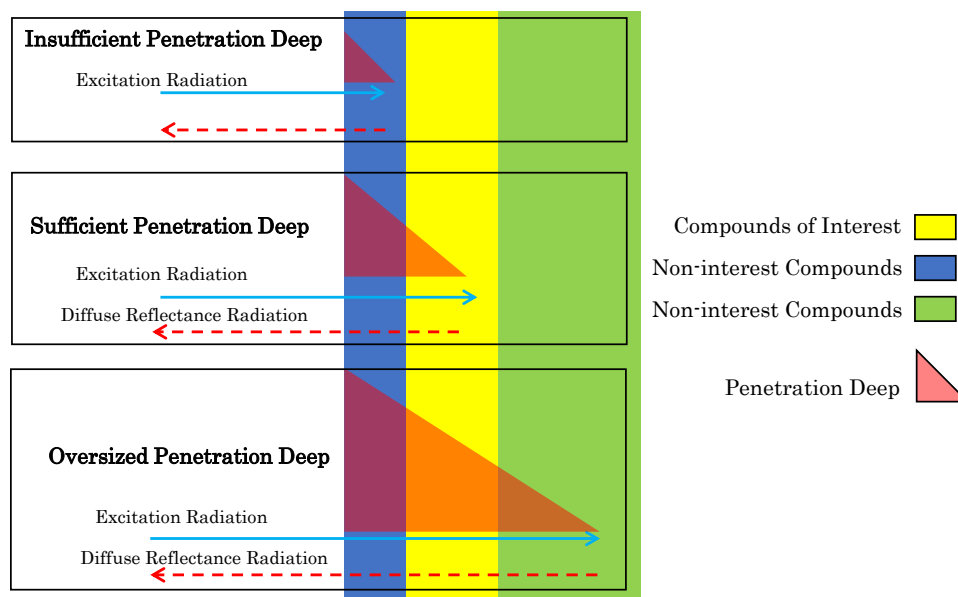 Insufficient Penetration Deep
Excitation Radiation
Sufficient Penetration Deep
Excitation Radiation
Diffuse Reflectance Radiation
Oversized Penetration Deep
Excitation Radiation
Diffuse Reflectance Radiation
Compounds of Interest
Non-interest Compounds
Non-interest Compounds
Penetration Deep